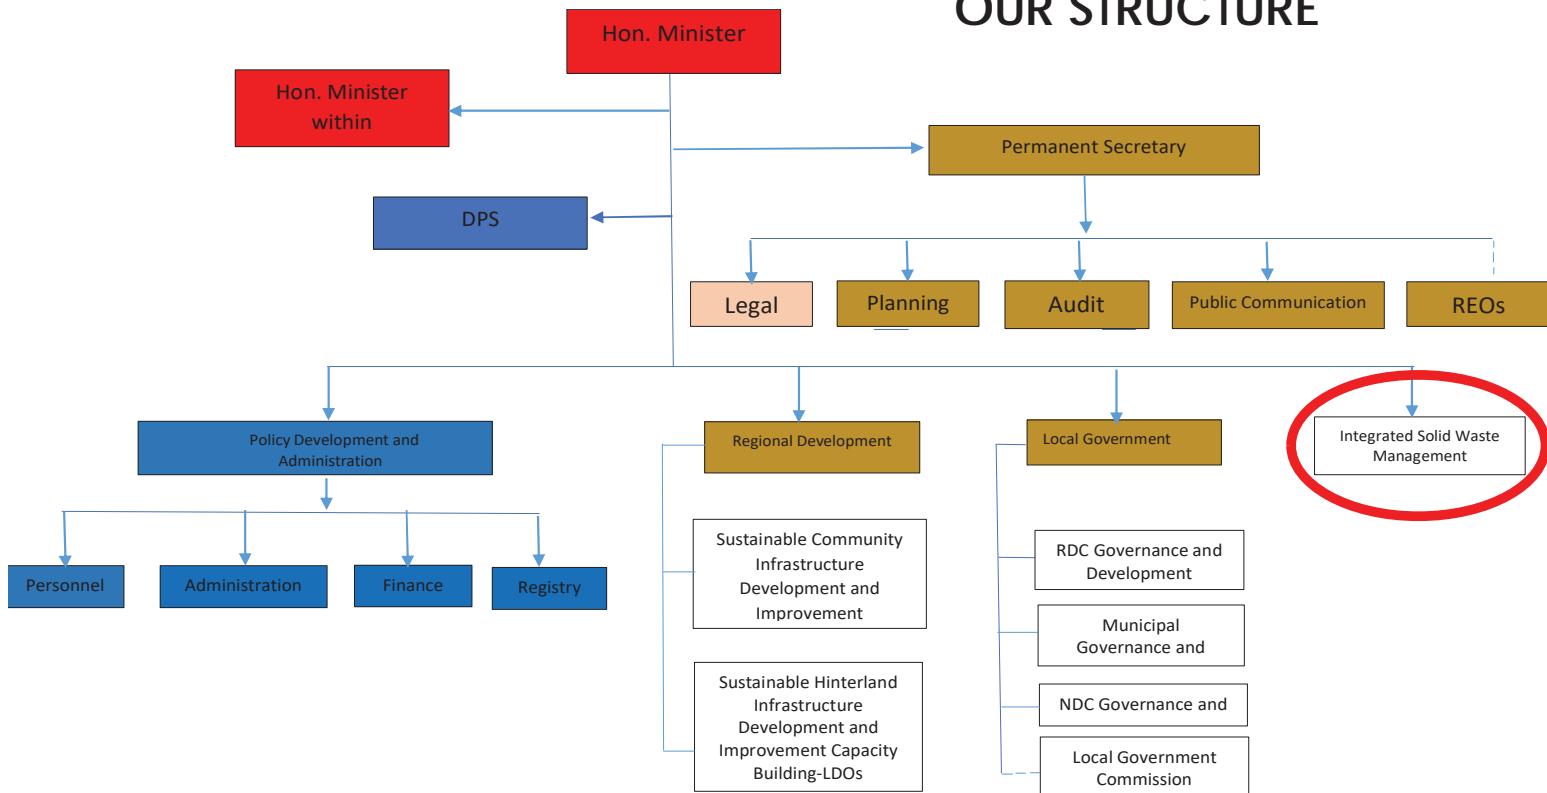 OUR STRUCTURE
Hon. Minister
Hon. Minister
within
Permanent Secretary
DPS
Legal
Planning
Audit
Public Communication
REOs
Policy Development and
Administration
Regional Development
Local Government
Integrated Solid Waste
Management
Personnel
Administration
Finance
Registry
Sustainable Community
Infrastructure
Development and
Improvement
Sustainable Hinterland
Infrastructure
Development and
Improvement Capacity
Building-LDOs
RDC Governance and
Development
Municipal
Governance and
NDC Governance and
Local Government
Commission